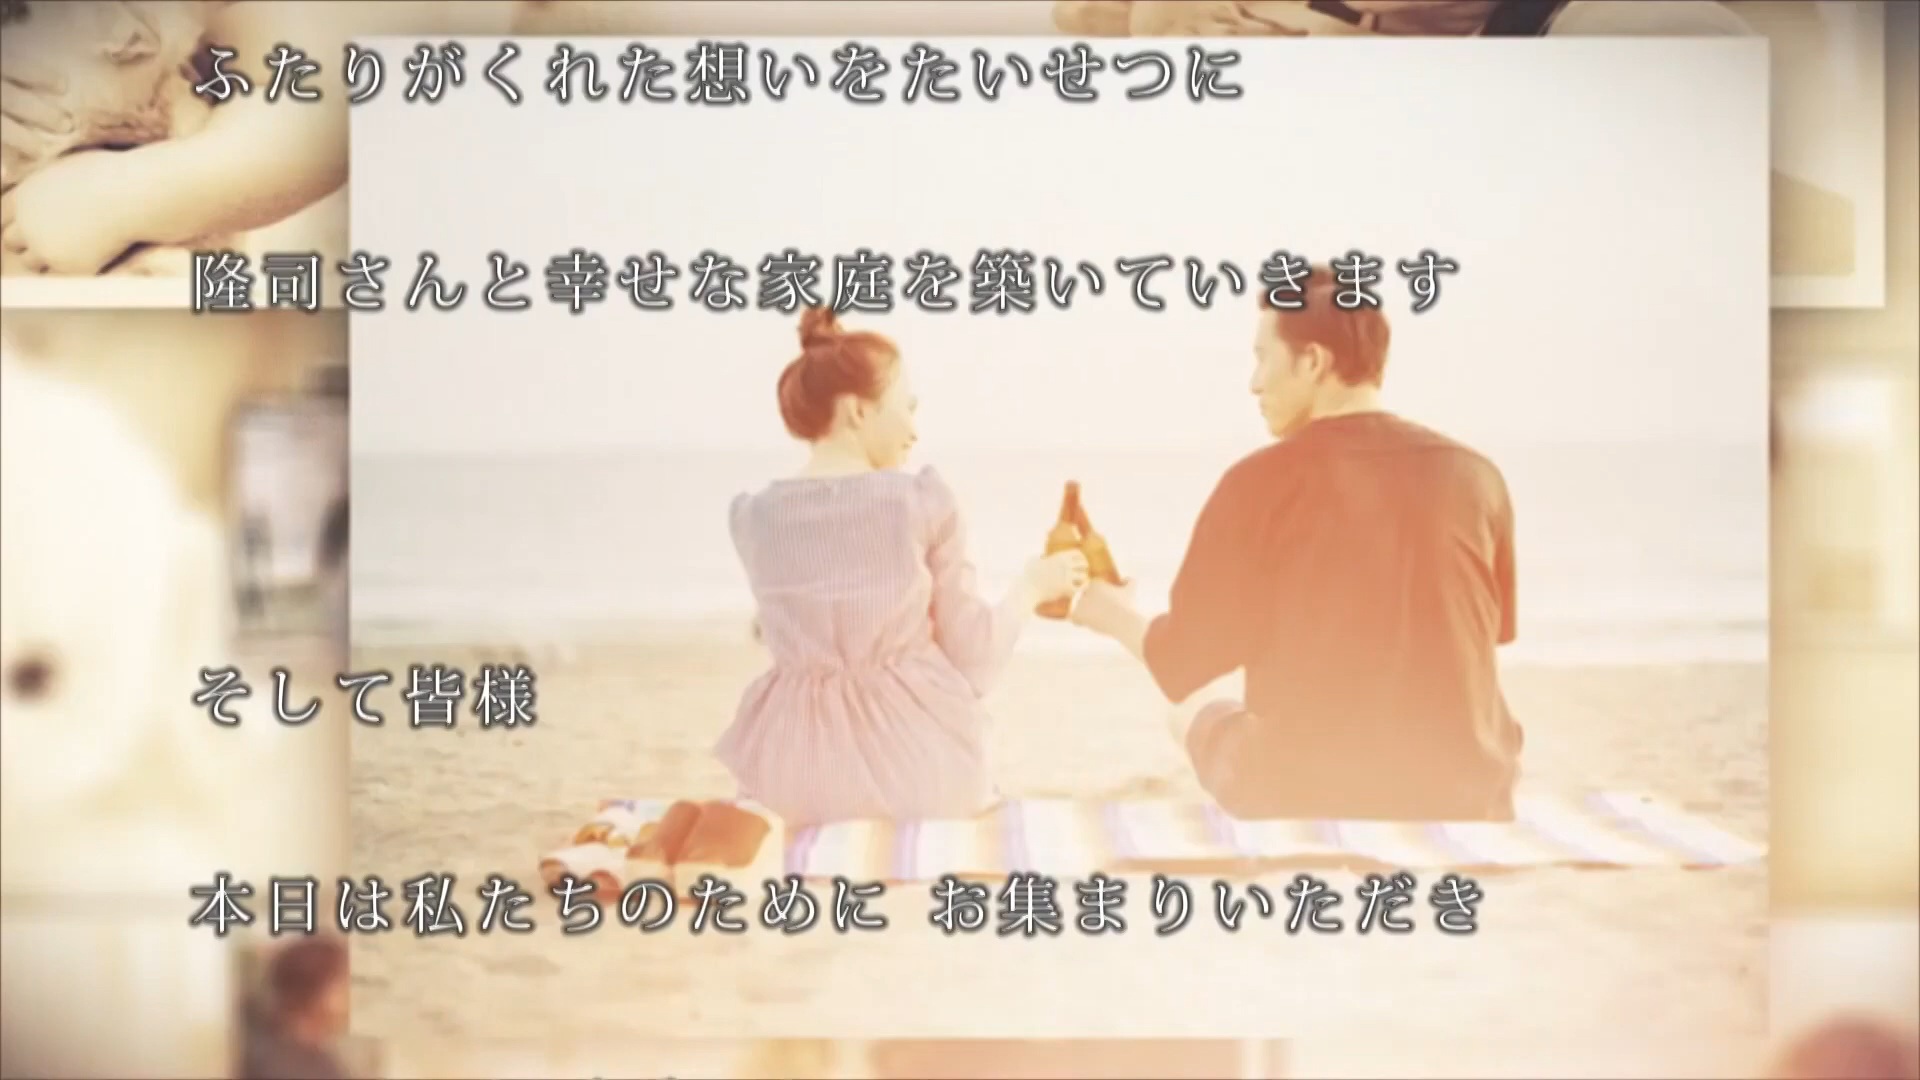 ふたりがくれた想いをたいせつに
隆司さんと幸せな家庭を築いていきます
そして皆様
本日は私たちのために お集まりいただき